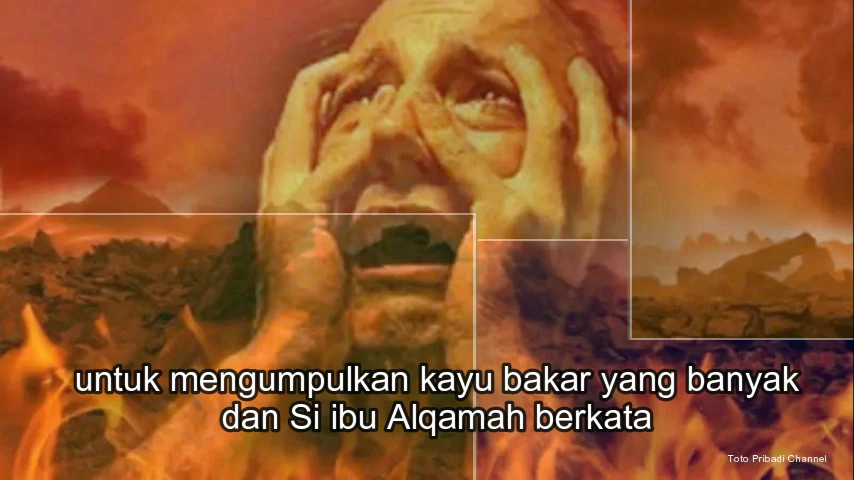 untuk mengumpulkan kayu bakar yang banyak
dan Si ibu Alqamah berkata
Toto Pribadi Channel